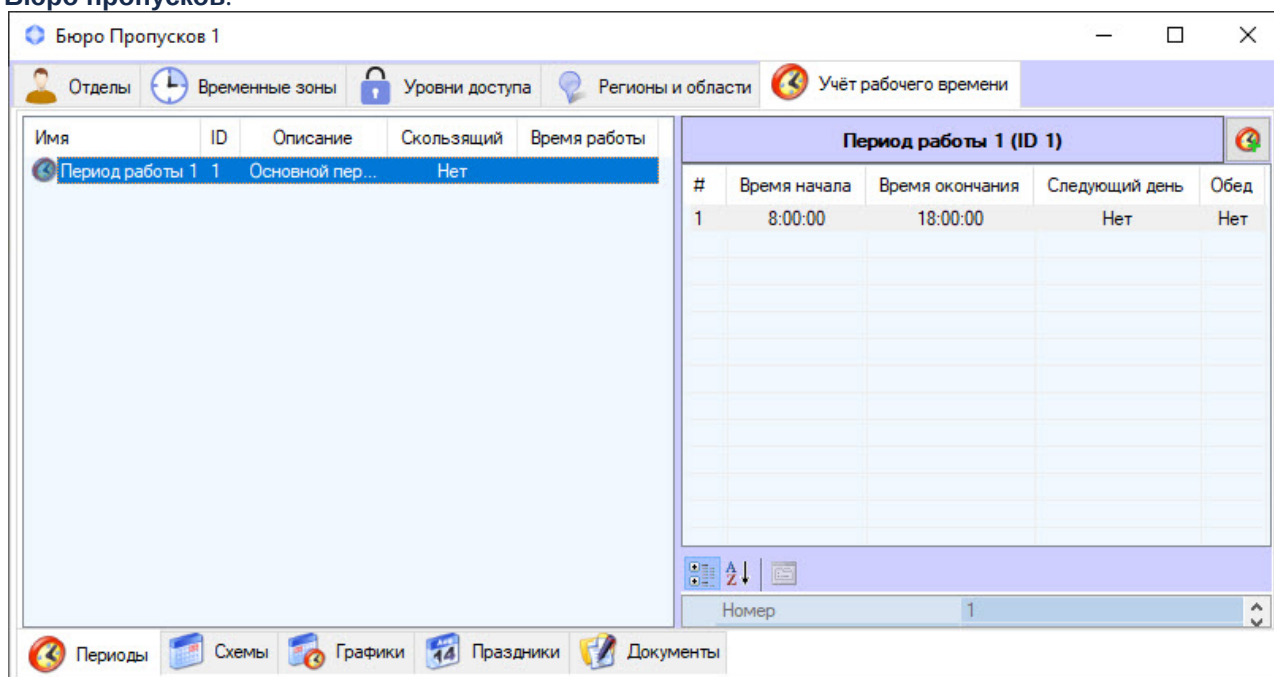 Бюро пропусков.
Бюро Пропусков 1
Отделы Временные зоны Уровни доступа Регионы и области Учёт рабочего времени
Имя ID Описание Скользящий Время работы
Период работы 1 1 Основной пер... Нет
Период работы 1 (ID 1)
# Время начала Время окончания Следующий день Обед
1 8:00:00 18:00:00 Нет Нет
Номер 1
Периоды Схемы Графики Праздники Документы